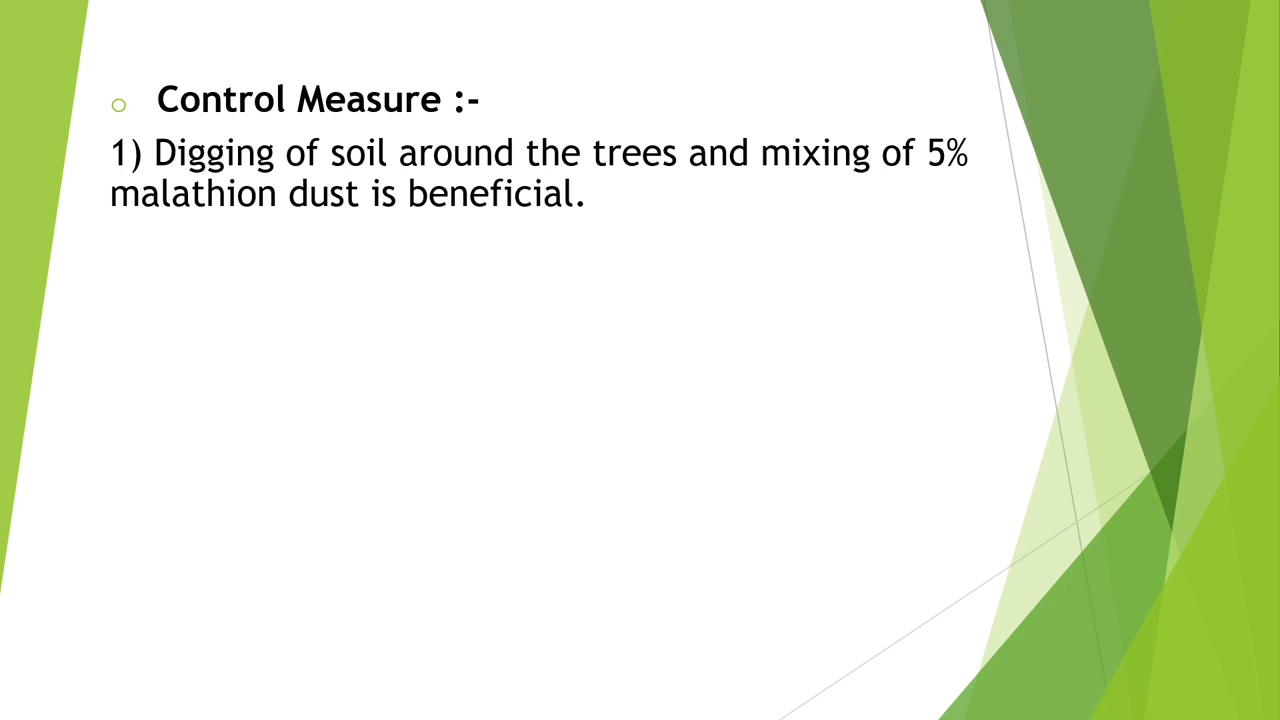 Control Measure :-
1) Digging of soil around the trees and mixing of 5%
malathion dust is beneficial.